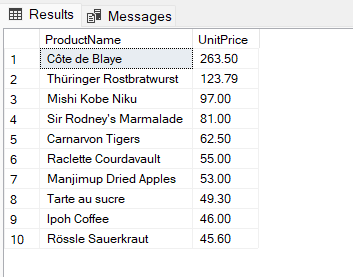 Results Messages
ProductName UnitPrice
1 Côte de Blaye 263.50
2 Thüringer Rostbratwurst 123.79
3 Mishi Kobe Niku 97.00
4 Sir Rodney's Marmalade 81.00
5 Carnarvon Tigers 62.50
6 Raclette Courdavault 55.00
7 Manjimup Dried Apples 53.00
8 Tarte au sucre 49.30
9 Ipoh Coffee 46.00
10 Rössle Sauerkraut 45.60